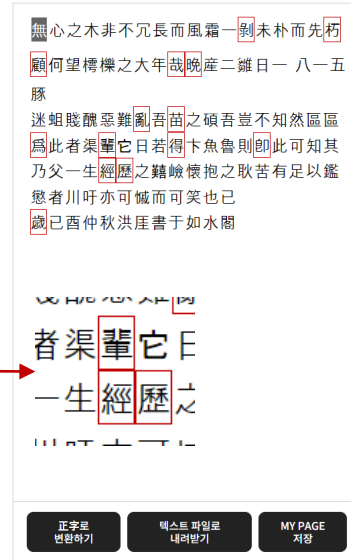 無心之木非不冗長而風霜一剝未朴而先朽
顧何望樗櫟之大年哉晩産二雛日一 八一五
豚
迷蛆賤醜惡難亂吾苗之碩吾豈不知然區區
爲此者渠輩它日若得卞魚魯則卽此可知其
乃父一生經歷之囏嶮懷抱之耿苦有足以鑑
懲者川吁亦可悈而可笑也已
歲己酉仲秋洪厓書于如水閣
者渠輩它日
一生經歷之
正字로
변환하기
텍스트 파일로
내려받기
MY PAGE
저장